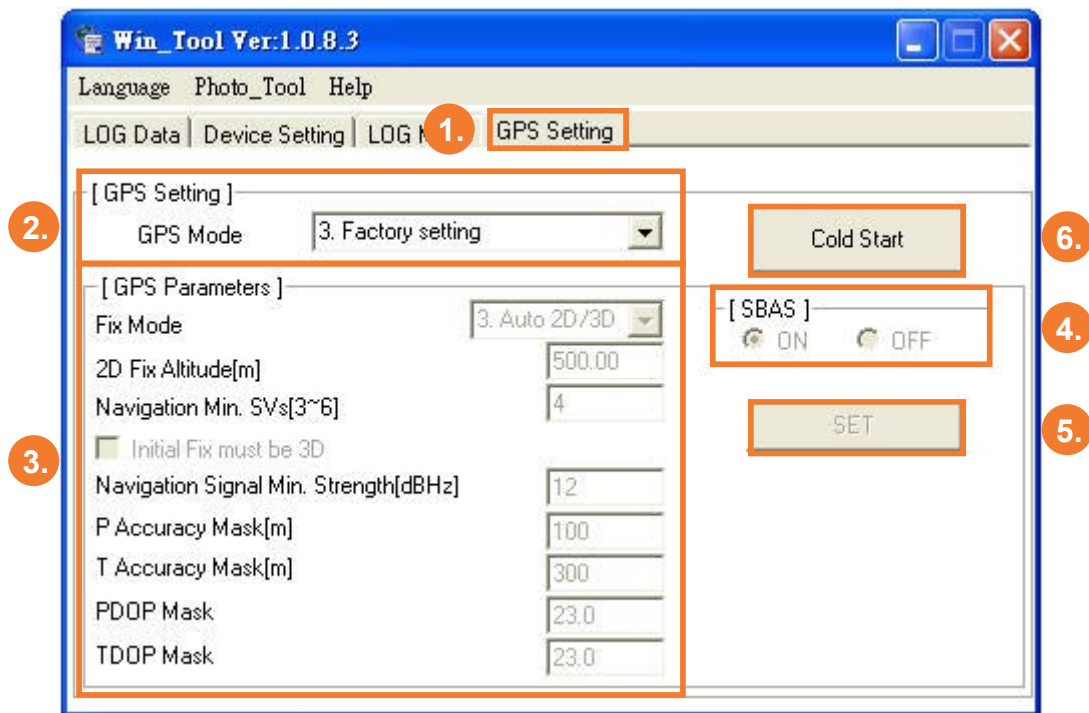 Win_Tool Ver:1.0.8.3
Language Photo_Tool Help
LOG Data Device Setting LOG 1. GPS Setting
[ GPS Setting ]
2. GPS Mode 3. Factory setting Cold Start 6.
[ GPS Parameters ]
Fix Mode 3. Auto 2D/3D [ SBAS ] 4.
ON OFF
2D Fix Altitude[m] 500.00
Navigation Min. SVs[3~6] 4 SET 5.
3. Initial Fix must be 3D
Navigation Signal Min. Strength[dBHz] 12
P Accuracy Mask[m] 100
T Accuracy Mask[m] 300
PDOP Mask 23.0
TDOP Mask 23.0